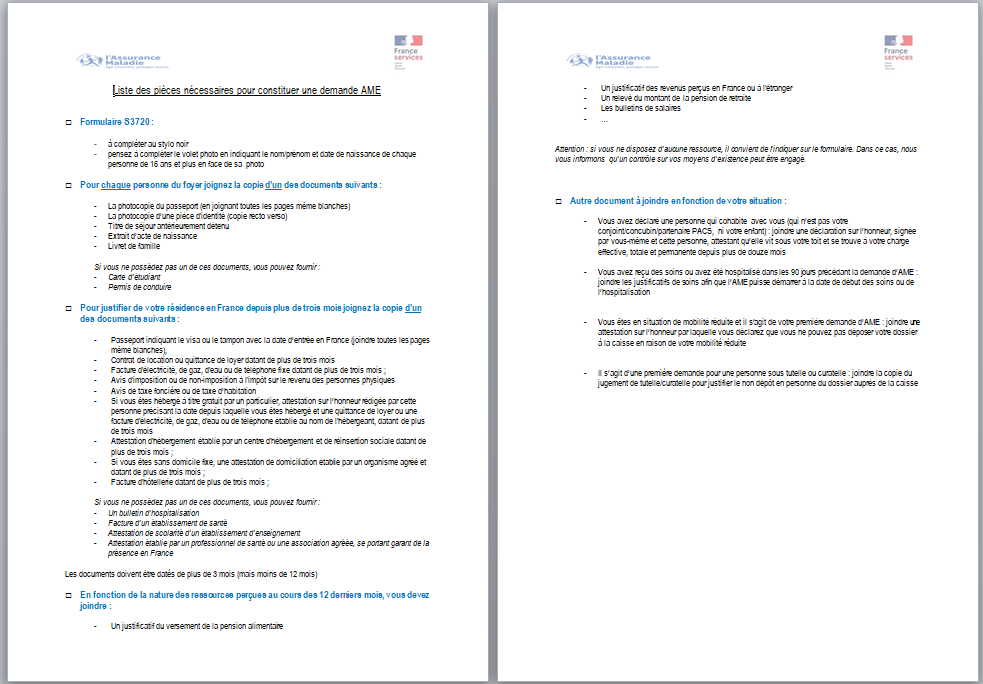 l'Assurance
Maladie
France
services
Liste des pièces nécessaires pour constituer une demande AME
Formulaire S3720 :
- à compléter au stylo noir
- pensez à compléter le volet photo en indiquant le nom/prénom et date de naissance de chaque
personne de 16 ans et plus en face de sa photo
Pour chaque personne du foyer joignez la copie d'un des documents suivants :
- La photocopie du passeport (en joignant toutes les pages même blanches)
- La photocopie d'une pièce d'identité (copie recto verso)
- Titre de séjour antérieurement détenu
- Extrait d'acte de naissance
- Livret de famille
Si vous ne possédez pas un de ces documents, vous pouvez fournir :
- Carte d'étudiant
- Permis de conduire
Pour justifier de votre résidence en France depuis plus de trois mois joignez la copie d'un
des documents suivants :
- Passeport indiquant le visa ou le tampon avec la date d'entrée en France (joindre toutes les pages
même blanches),
- Contrat de location ou quittance de loyer datant de plus de trois mois
- Facture d'électricité, de gaz, d'eau ou de téléphone fixe datant de plus de trois mois ;
- Avis d'imposition ou de non-imposition à l'impôt sur le revenu des personnes physiques
- Avis de taxe foncière ou de taxe d'habitation
- Si vous êtes hébergé à titre gratuit par un particulier, attestation sur l'honneur rédigée par cette
personne précisant la date depuis laquelle vous êtes hébergé et une quittance de loyer ou une
facture d'électricité, de gaz, d'eau ou de téléphone établie au nom de l'hébergeant, datant de plus
de trois mois
- Attestation d'hébergement établie par un centre d'hébergement et de réinsertion sociale datant de
plus de trois mois ;
- Si vous êtes sans domicile fixe, une attestation de domiciliation établie par un organisme agréé et
datant de plus de trois mois ;
- Facture d'hôtellerie datant de plus de trois mois ;
Si vous ne possédez pas un de ces documents, vous pouvez fournir :
- Un bulletin d'hospitalisation
- Facture d'un établissement de santé
- Attestation de scolarité d'un établissement d'enseignement
- Attestation établie par un professionnel de santé ou une association agréée, se portant garant de la
présence en France
Les documents doivent être datés de plus de 3 mois (mais moins de 12 mois)
En fonction de la nature des ressources perçues au cours des 12 derniers mois, vous devez
joindre :
- Un justificatif du versement de la pension alimentaire
l'Assurance
Maladie
France
services
- Un justificatif des revenus perçus en France ou à l'étranger
- Un relevé du montant de la pension de retraite
- Les bulletins de salaires
- ...
Attention : si vous ne disposez d'aucune ressource, il convient de l'indiquer sur le formulaire. Dans ce cas, nous
vous informons qu'un contrôle sur vos moyens d'existence peut être engagé.
Autre document à joindre en fonction de votre situation :
- Vous avez déclaré une personne qui cohabite avec vous (qui n'est pas votre
conjoint/concubin/partenaire PACS, ni votre enfant) : joindre une déclaration sur l'honneur, signée
par vous-même et cette personne, attestant qu'elle vit sous votre toit et se trouve à votre charge
effective, totale et permanente depuis plus de douze mois
- Vous avez reçu des soins ou avez été hospitalisé dans les 90 jours précédant la demande d'AME :
joindre les justificatifs de soins afin que l'AME puisse démarrer à la date de début des soins ou de
l'hospitalisation
- Vous êtes en situation de mobilité réduite et il s'agit de votre première demande d'AME : joindre une
attestation sur l'honneur par laquelle vous déclarez que vous ne pouvez pas déposer votre dossier
à la caisse en raison de votre mobilité réduite
- Il s'agit d'une première demande pour une personne sous tutelle ou curatelle : joindre la copie du
jugement de tutelle/curatelle pour justifier le non dépôt en personne du dossier auprès de la caisse